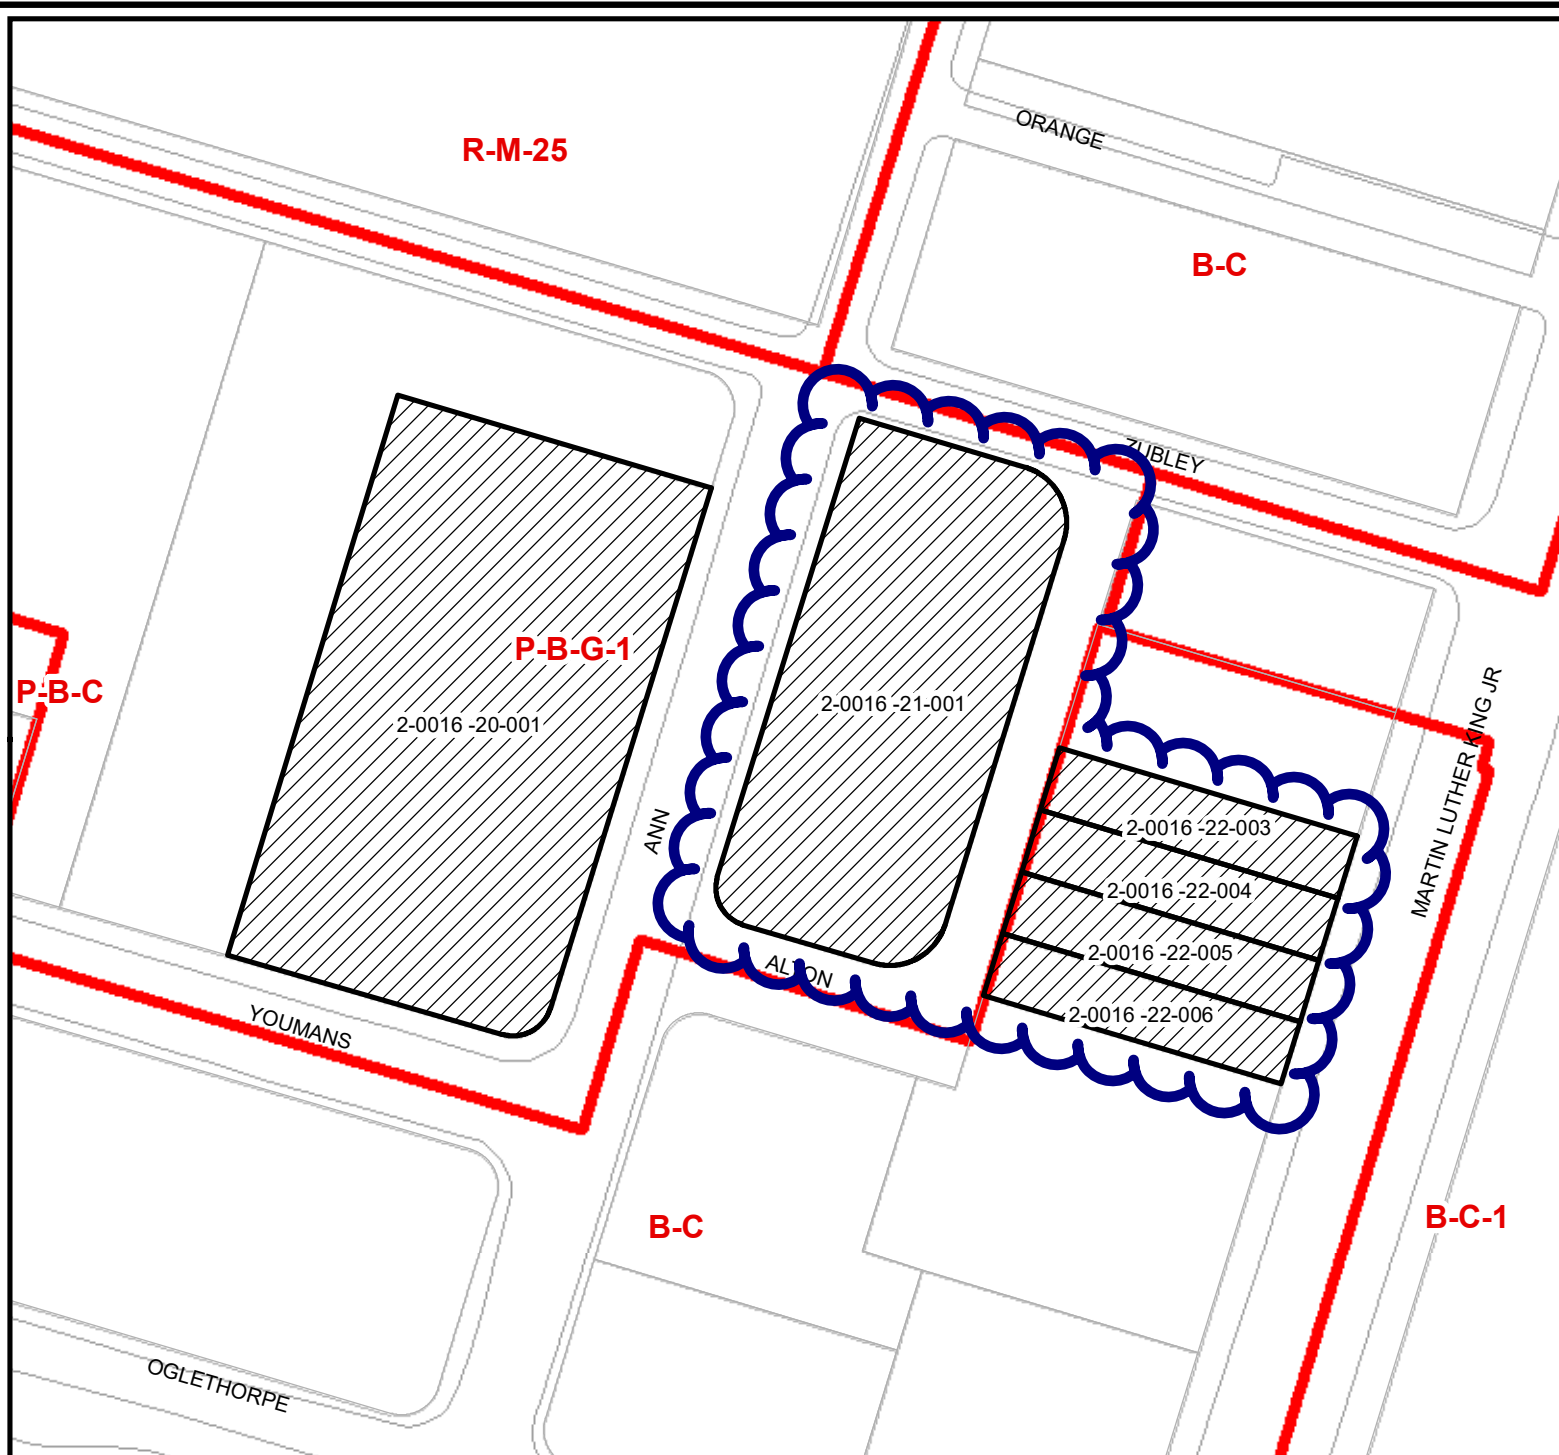 ORANGE
R-M-25
B-C
ZUBLEY
P-B-G-1
P-B-C
2-0016 -20-001
2-0016 -21-001
MARTIN LUTHER KING JR
ANN
2-0016 -22-003
2-0016 -22-004
2-0016 -22-005
2-0016 -22-006
ALTON
YOUMANS
B-C
B-C-1
OGLETHORPE